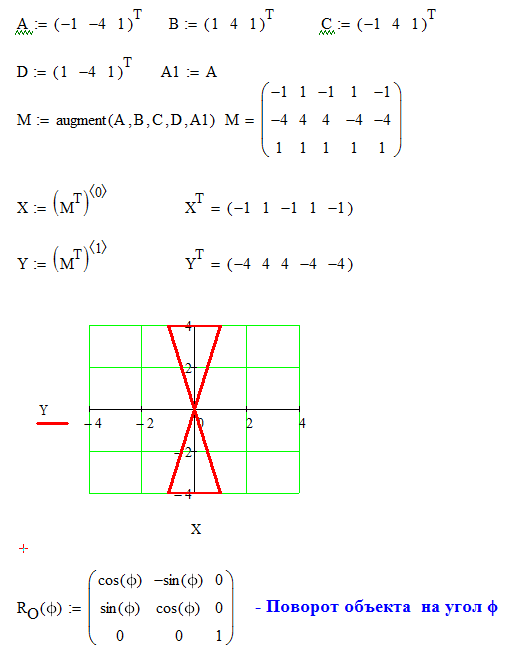 A := (−1 −4 1)^T B := (1 4 1)^T C := (−1 4 1)^T
D := (1 −4 1)^T A1 := A
M := augment(A,B,C,D,A1) M =
−1 1 −1 1 −1
−4 4 4 −4 −4
1 1 1 1 1
X := (M^T)^⟨0⟩ X^T = (−1 1 −1 1 −1)
Y := (M^T)^⟨1⟩ Y^T = (−4 4 4 −4 −4)
4
2
Y
−4 −2 0 2 4
−2
−4
X
cos(ϕ) −sin(ϕ) 0
R_O(ϕ) := sin(ϕ) cos(ϕ) 0 - Поворот объекта на угол ϕ
0 0 1